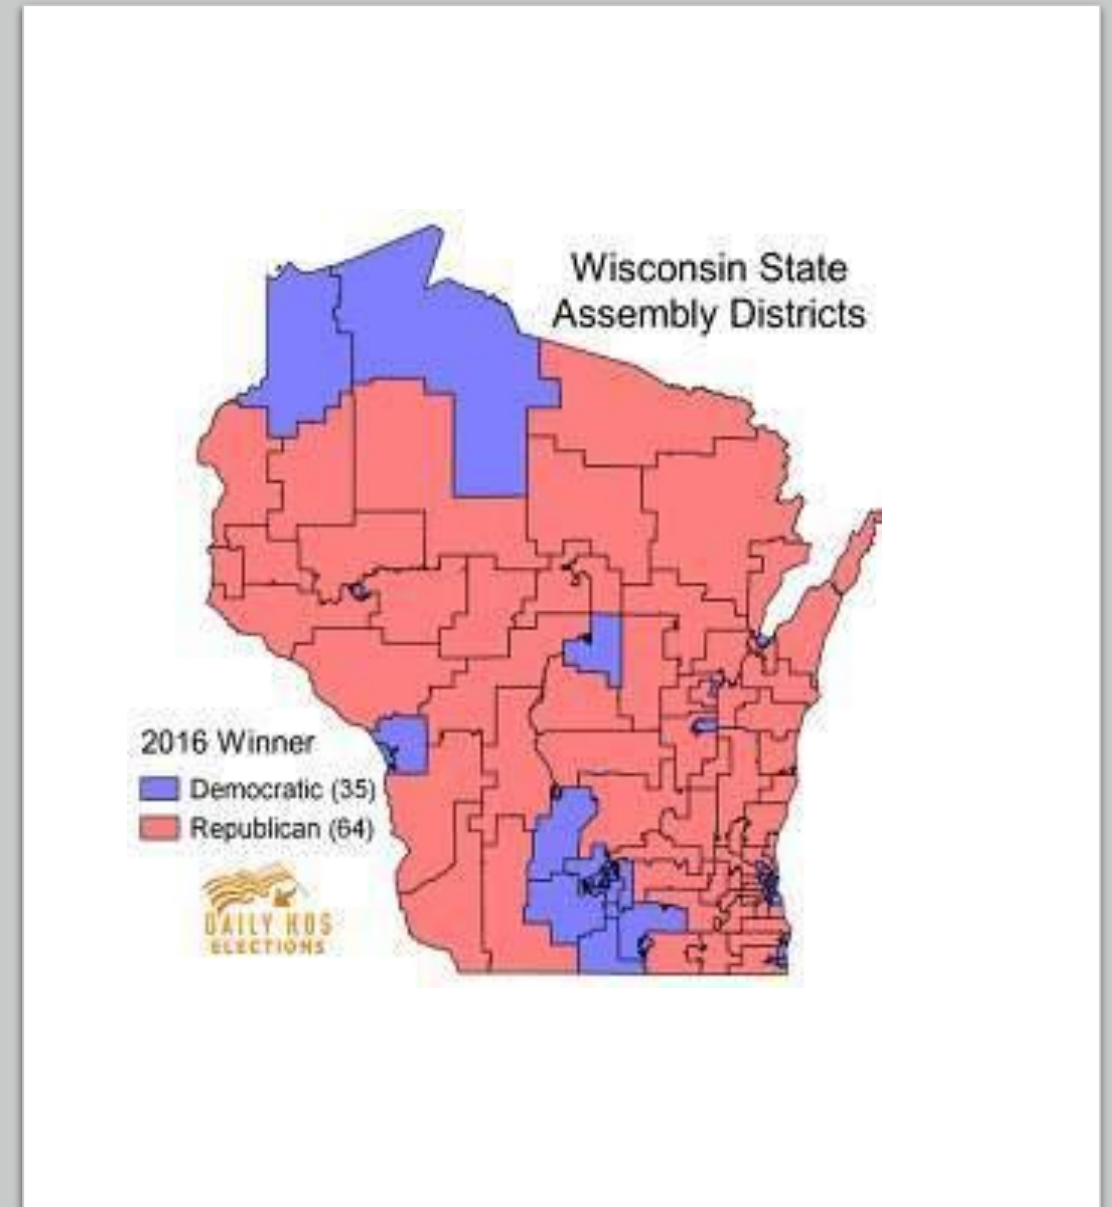 Wisconsin State
Assembly Districts
2016 Winner
Democratic (35)
Republican (64)
DAILY KOS
ELECTIONS